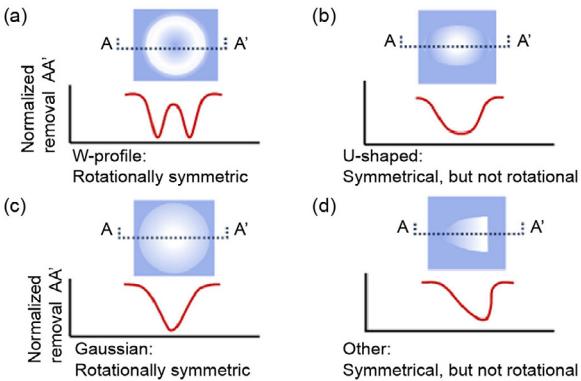 (a)
A A'
Normalized
removal AA'
W-profile:
Rotationally symmetric
(b)
A A'
U-shaped:
Symmetrical, but not rotational
(c)
A A'
Normalized
removal AA'
Gaussian:
Rotationally symmetric
(d)
A A'
Other:
Symmetrical, but not rotational